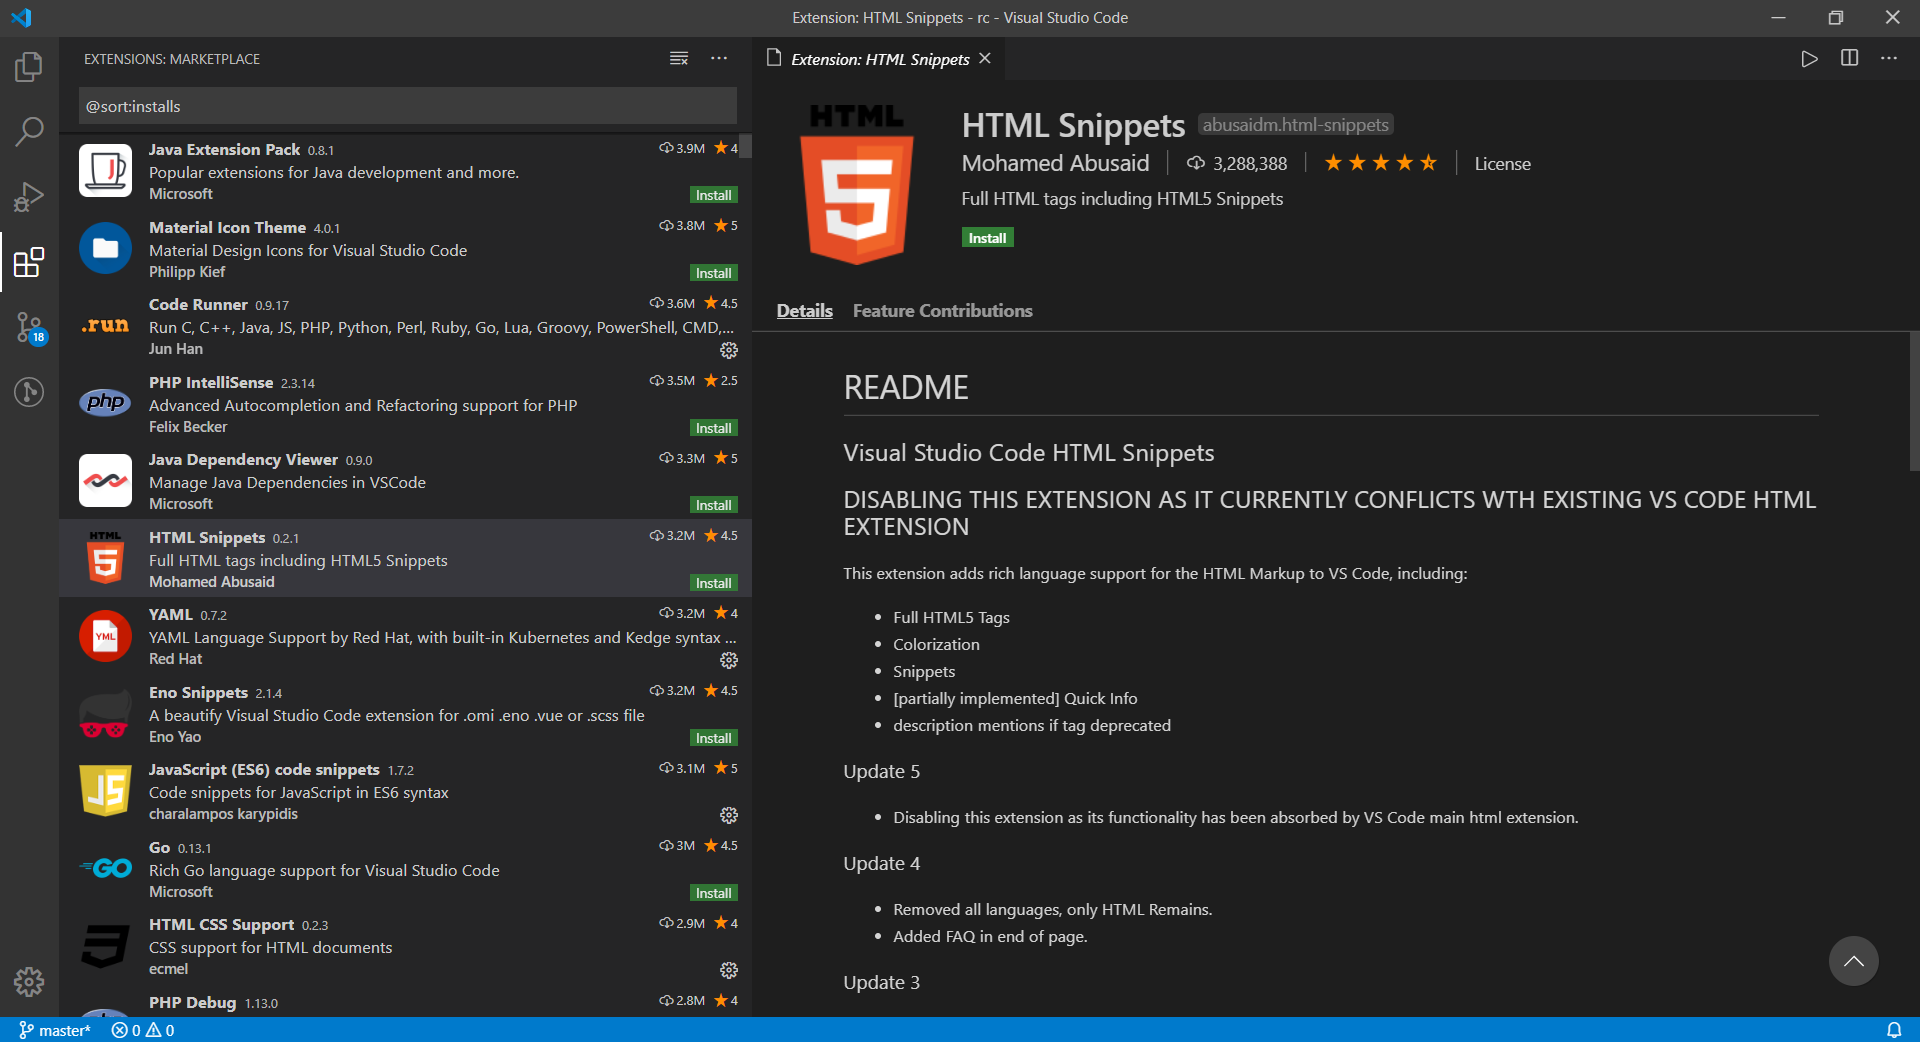 Extension: HTML Snippets - rc - Visual Studio Code
EXTENSIONS: MARKETPLACE
@sort:installs
Java Extension Pack 0.8.1 3.9M 4
Popular extensions for Java development and more.
Microsoft Install
Material Icon Theme 4.0.1 3.8M 5
Material Design Icons for Visual Studio Code
Philipp Kief Install
.run
Code Runner 0.9.17 3.6M 4.5
Run C, C++, Java, JS, PHP, Python, Perl, Ruby, Go, Lua, Groovy, PowerShell, CMD,...
Jun Han
php
PHP IntelliSense 2.3.14 3.5M 2.5
Advanced Autocompletion and Refactoring support for PHP
Felix Becker Install
Java Dependency Viewer 0.9.0 3.3M 5
Manage Java Dependencies in VSCode
Microsoft Install
HTML
5
HTML Snippets 0.2.1 3.2M 4.5
Full HTML tags including HTML5 Snippets
Mohamed Abusaid Install
YML
YAML 0.7.2 3.2M 4
YAML Language Support by Red Hat, with built-in Kubernetes and Kedge syntax ...
Red Hat
Eno Snippets 2.1.4 3.2M 4.5
A beautify Visual Studio Code extension for .omi .eno .vue or .scss file
Eno Yao Install
JS
JavaScript (ES6) code snippets 1.7.2 3.1M 5
Code snippets for JavaScript in ES6 syntax
charalampos karypidis
GO
Go 0.13.1 3M 4.5
Rich Go language support for Visual Studio Code
Microsoft Install
HTML CSS Support 0.2.3 2.9M 4
CSS support for HTML documents
ecmel
PHP Debug 1.13.0 2.8M 4
18
Extension: HTML Snippets
HTML
5
HTML Snippets abusaidm.html-snippets
Mohamed Abusaid 3,288,388 License
Full HTML tags including HTML5 Snippets
Install
Details Feature Contributions
README
Visual Studio Code HTML Snippets
DISABLING THIS EXTENSION AS IT CURRENTLY CONFLICTS WTH EXISTING VS CODE HTML
EXTENSION
This extension adds rich language support for the HTML Markup to VS Code, including:
• Full HTML5 Tags
• Colorization
• Snippets
• [partially implemented] Quick Info
• description mentions if tag deprecated
Update 5
• Disabling this extension as its functionality has been absorbed by VS Code main html extension.
Update 4
• Removed all languages, only HTML Remains.
• Added FAQ in end of page.
Update 3
master* 0 0